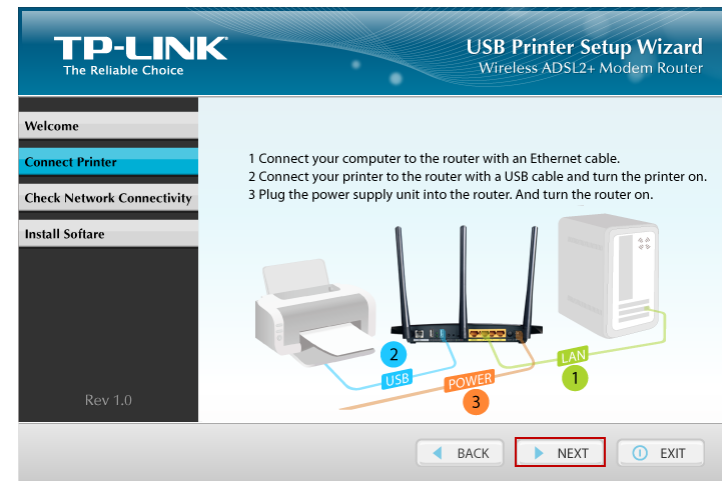 TP-LINK
The Reliable Choice
USB Printer Setup Wizard
Wireless ADSL2+ Modem Router
Welcome
Connect Printer
Check Network Connectivity
Install Softare
Rev 1.0
1 Connect your computer to the router with an Ethernet cable.
2 Connect your printer to the router with a USB cable and turn the printer on.
3 Plug the power supply unit into the router. And turn the router on.
2
USB
POWER
3
LAN
1
BACK
NEXT
EXIT